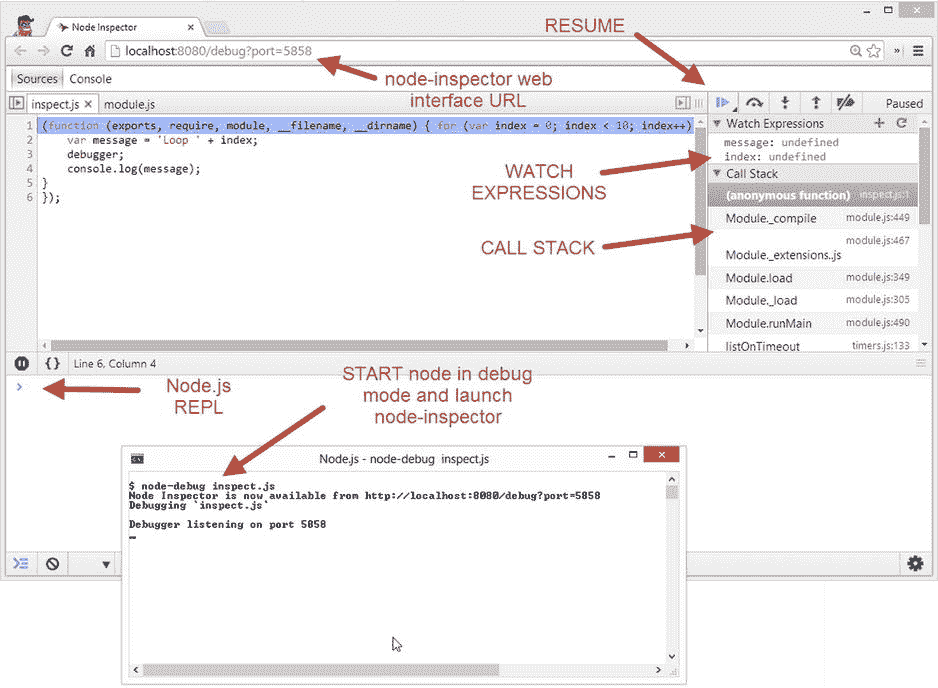 Node Inspector
localhost:8080/debug?port=5858
RESUME
node-inspector web
interface URL
Sources Console
inspect.js module.js
Paused
1 (function (exports, require, module, __filename, __dirname) { for (var index = 0; index < 10; index++)
2 var message = 'Loop ' + index;
3 debugger;
4 console.log(message);
5 }
6 });
Watch Expressions
message: undefined
index: undefined
WATCH
EXPRESSIONS
Call Stack
(anonymous function) inspect.js:1
CALL STACK
Module._compile module.js:449
module.js:467
Module._extensions.js
Module.load module.js:349
Module._load module.js:305
Module.runMain module.js:490
listOnTimeout timers.js:133
{} Line 6, Column 4
>
Node.js
REPL
START node in debug
mode and launch
node-inspector
Node.js - node-debug inspect.js
$ node-debug inspect.js
Node Inspector is now available from http://localhost:8080/debug?port=5858
Debugging `inspect.js`
Debugger listening on port 5858